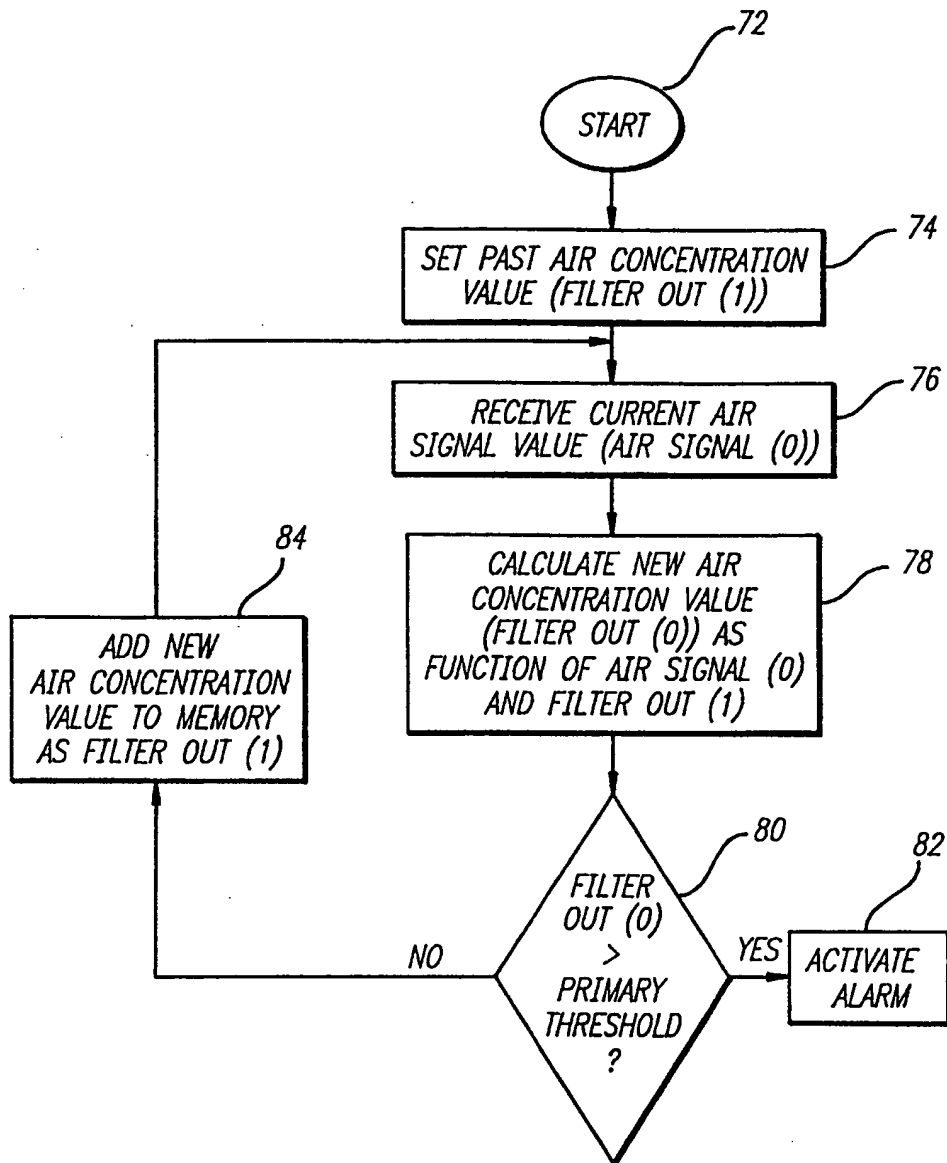 72
START
74
SET PAST AIR CONCENTRATION
VALUE (FILTER OUT (1))
76
RECEIVE CURRENT AIR
SIGNAL VALUE (AIR SIGNAL (0))
78
CALCULATE NEW AIR
CONCENTRATION VALUE
(FILTER OUT (0)) AS
FUNCTION OF AIR SIGNAL (0)
AND FILTER OUT (1)
84
ADD NEW
AIR CONCENTRATION
VALUE TO MEMORY
AS FILTER OUT (1)
80
FILTER
OUT (0)
>
PRIMARY
THRESHOLD
?
NO
YES
82
ACTIVATE
ALARM